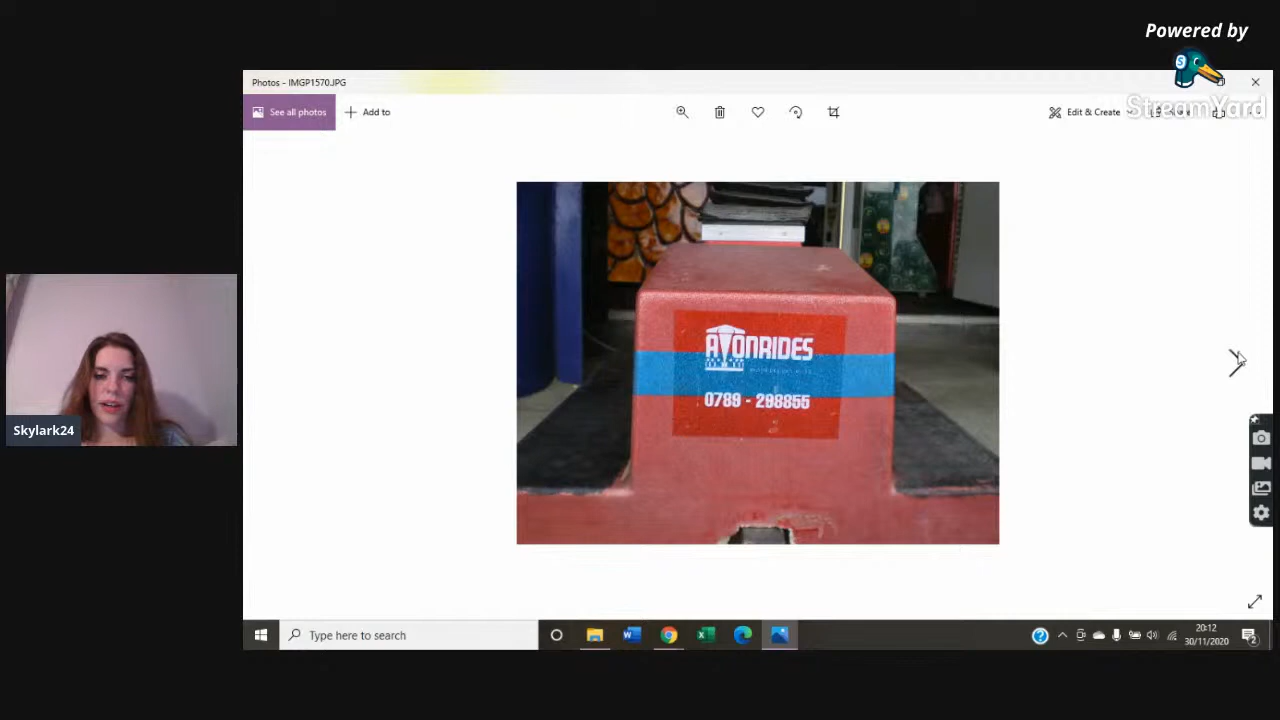 Powered by
StreamYard
Photos - IMGP1570.JPG
See all photos
Add to
Edit & Create
AVONRIDES
0789 - 298855
Skylark24
Type here to search
20:12
30/11/2020
2